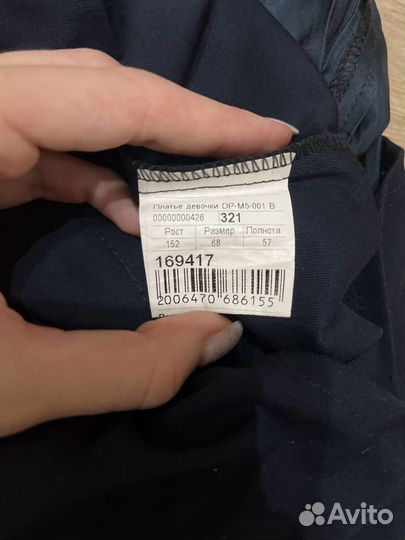 Платье девочки DP-M5-001 В
00000000426 321
Рост Размер Полнота
152 68 57
169417
2006470 686155
Avito